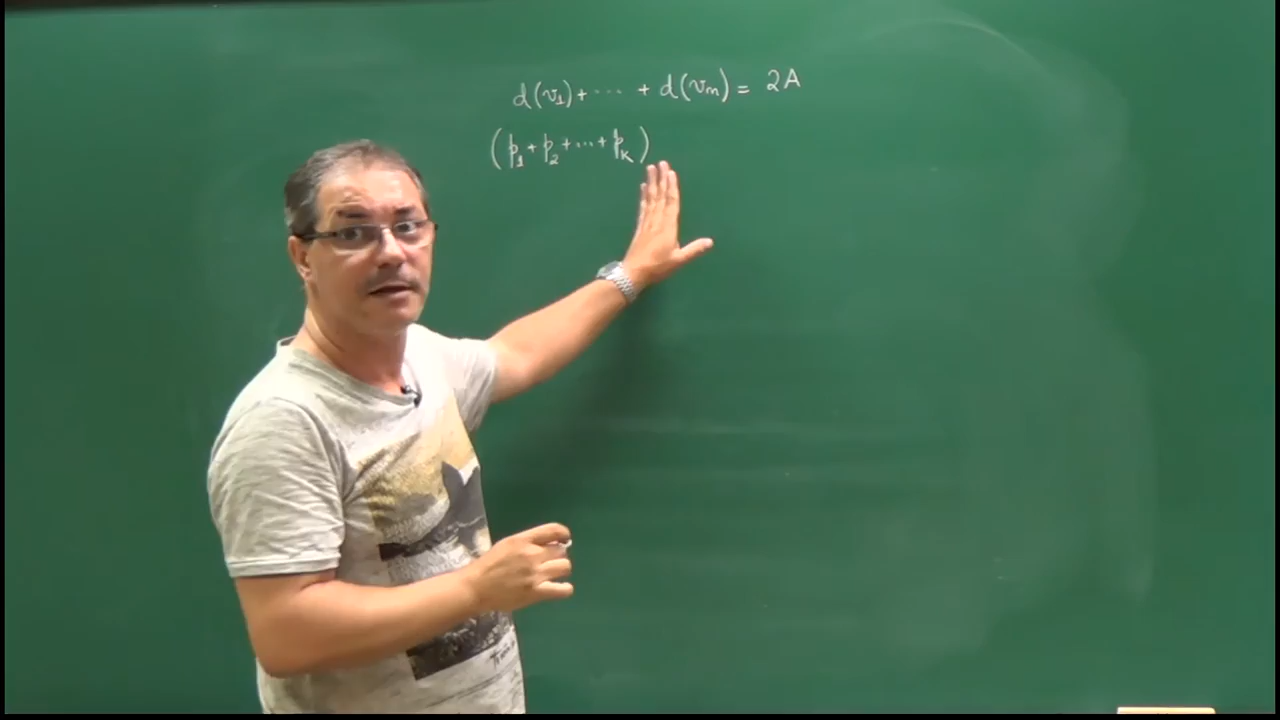 d(v₁) + ⋯ + d(vₙ) = 2A
(p₁ + p₂ + ⋯ + pₖ)